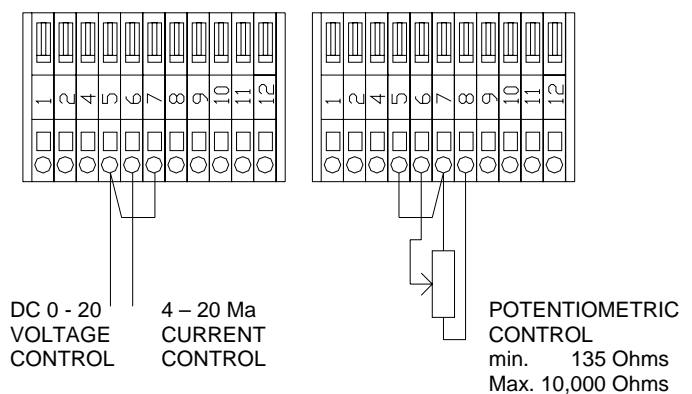 1 2 4 5 6 7 8 9 10 11 12
1 2 4 5 6 7 8 9 10 11 12
DC 0 - 20
VOLTAGE
CONTROL
4 – 20 Ma
CURRENT
CONTROL
POTENTIOMETRIC
CONTROL
min. 135 Ohms
Max. 10,000 Ohms